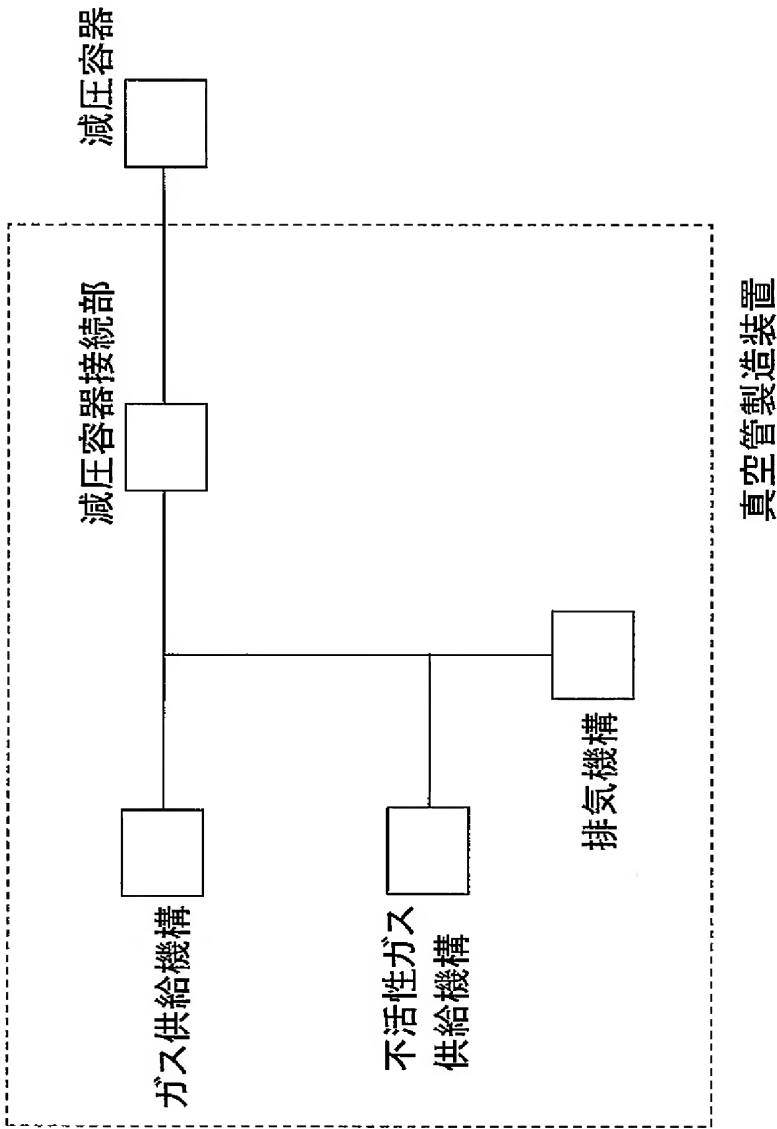 ガス供給機構
減圧容器接続部
減圧容器
不活性ガス
供給機構
排気機構
真空管製造装置